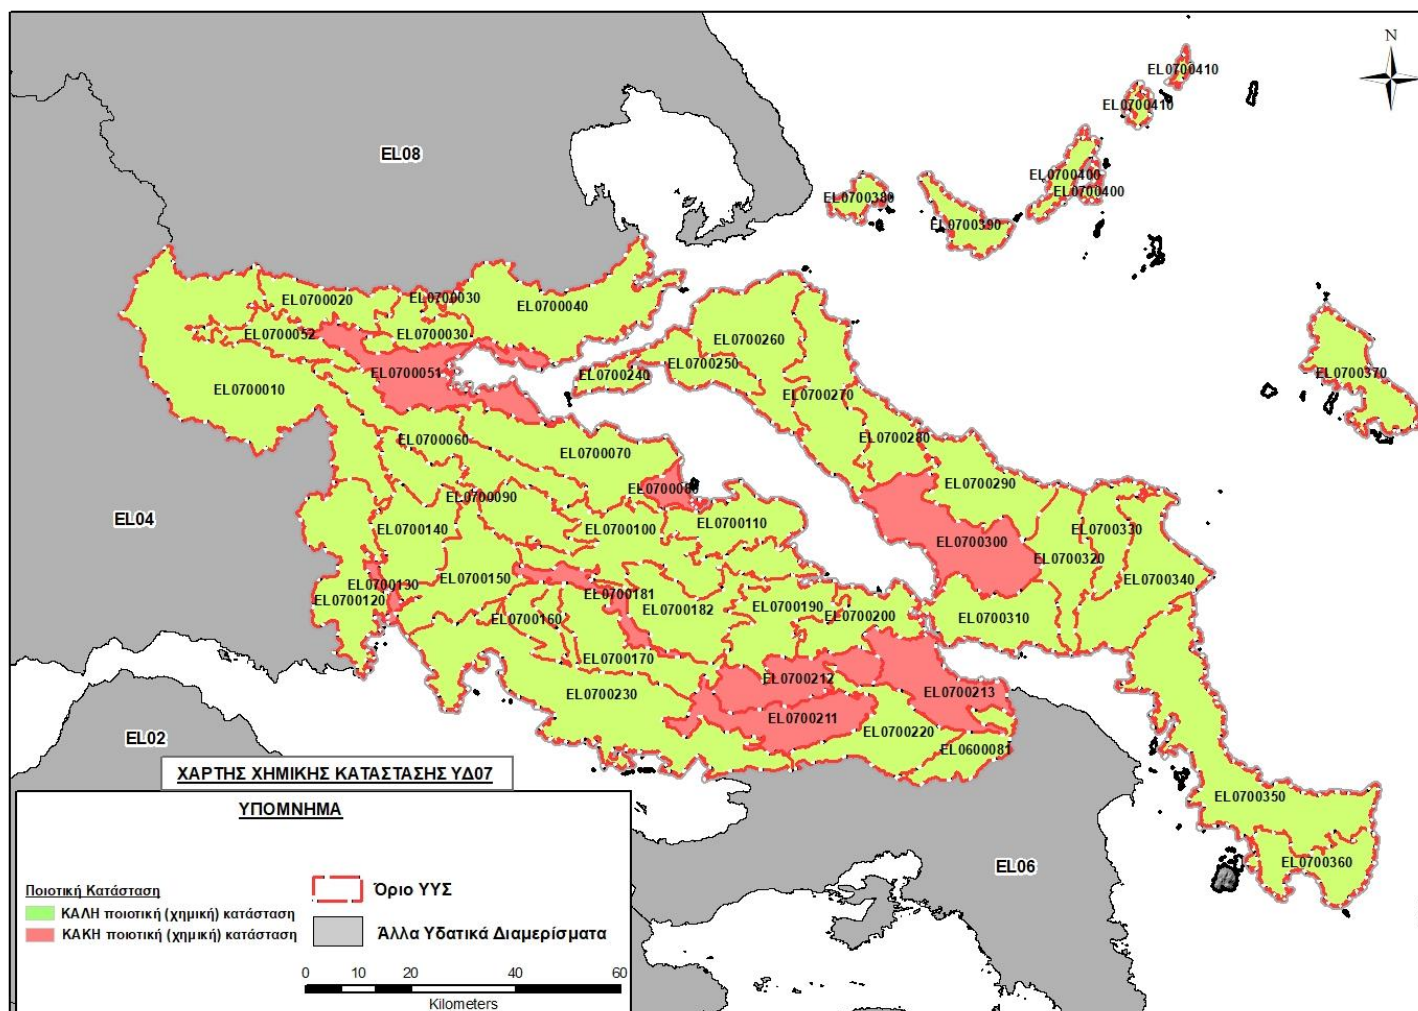 N
EL0700410
EL0700410
EL08
EL0700400
EL0700400
EL0700380
EL0700390
EL0700020
EL0700030
EL0700040
EL0700052
EL0700030
EL0700260
EL0700250
EL0700051
EL0700240
EL0700370
EL0700010
EL0700270
EL0700060
EL0700280
EL0700070
EL0700290
EL0700090
EL04
EL0700140
EL0700100
EL0700110
EL0700330
EL0700300
EL0700320
EL0700150
EL0700340
EL0700130
EL0700120
EL0700181
EL0700182
EL0700190
EL0700200
EL0700160
EL0700310
EL0700170
EL0700212
EL0700230
EL0700213
EL0700211
EL0700220
EL02
EL0600081
ΧΑΡΤΗΣ ΧΗΜΙΚΗΣ ΚΑΤΑΣΤΑΣΗΣ ΥΔ07
EL0700350
ΥΠΟΜΝΗΜΑ
EL06
EL0700360
Ποιοτική Κατάσταση
Όριο ΥΥΣ
ΚΑΛΗ ποιοτική (χημική) κατάσταση
ΚΑΚΗ ποιοτική (χημική) κατάσταση
Άλλα Υδατικά Διαμερίσματα
0 10 20 40 60
Kilometers